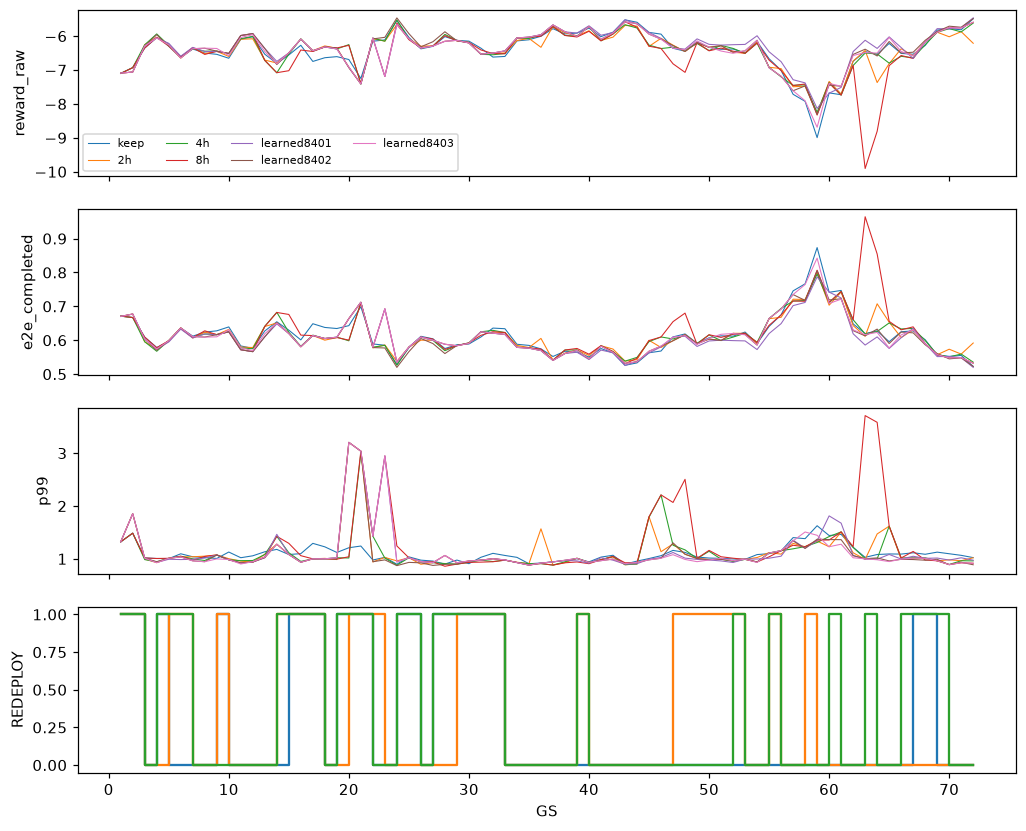 reward_raw
−6
−7
−8
−9
−10
keep 4h learned8401 learned8403
2h 8h learned8402
e2e_completed
0.9
0.8
0.7
0.6
0.5
p99
3
2
1
REDEPLOY
1.00
0.75
0.50
0.25
0.00
0 10 20 30 40 50 60 70
GS